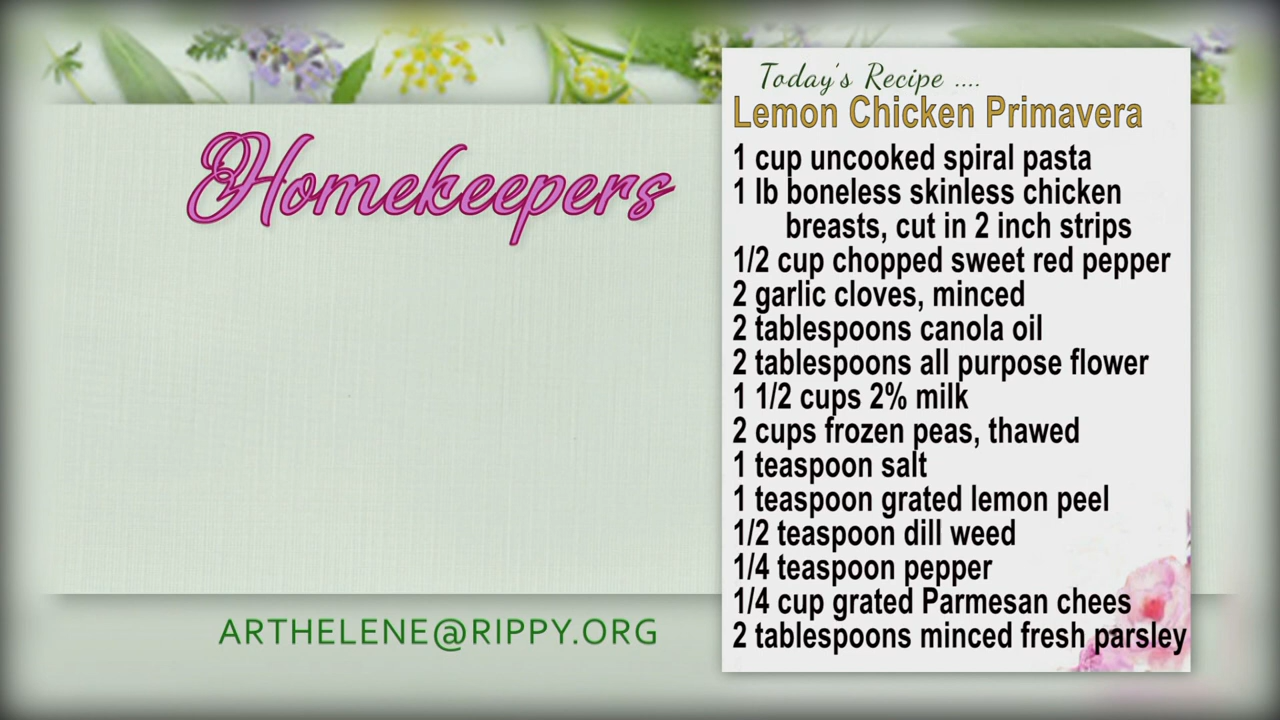 Homekeepers
ARTHELENE@RIPPY.ORG
Today's Recipe ....
Lemon Chicken Primavera
1 cup uncooked spiral pasta
1 lb boneless skinless chicken
breasts, cut in 2 inch strips
1/2 cup chopped sweet red pepper
2 garlic cloves, minced
2 tablespoons canola oil
2 tablespoons all purpose flower
1 1/2 cups 2% milk
2 cups frozen peas, thawed
1 teaspoon salt
1 teaspoon grated lemon peel
1/2 teaspoon dill weed
1/4 teaspoon pepper
1/4 cup grated Parmesan chees
2 tablespoons minced fresh parsley